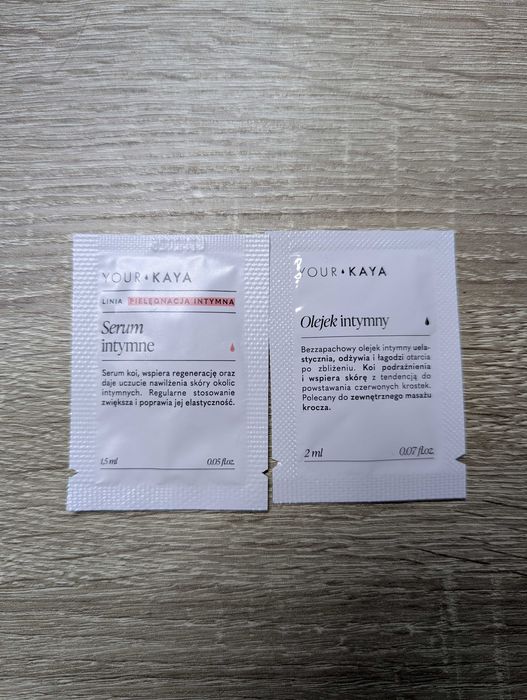 YOUR KAYA
LINIA PIELĘGNACJA INTYMNA
Serum
intymne
Serum koi, wspiera regenerację oraz
daje uczucie nawilżenia skóry okolic
intymnych. Regularne stosowanie
zwiększa i poprawia jej elastyczność.
1,5 ml 0.05 fl.oz.
YOUR KAYA
Olejek intymny
Bezzapachowy olejek intymny uela-
stycznia, odżywia i łagodzi otarcia
po zbliżeniu. Koi podrażnienia
i wspiera skórę z tendencją do
powstawania czerwonych krostek.
Polecany do zewnętrznego masażu
krocza.
2 ml 0.07 fl.oz.